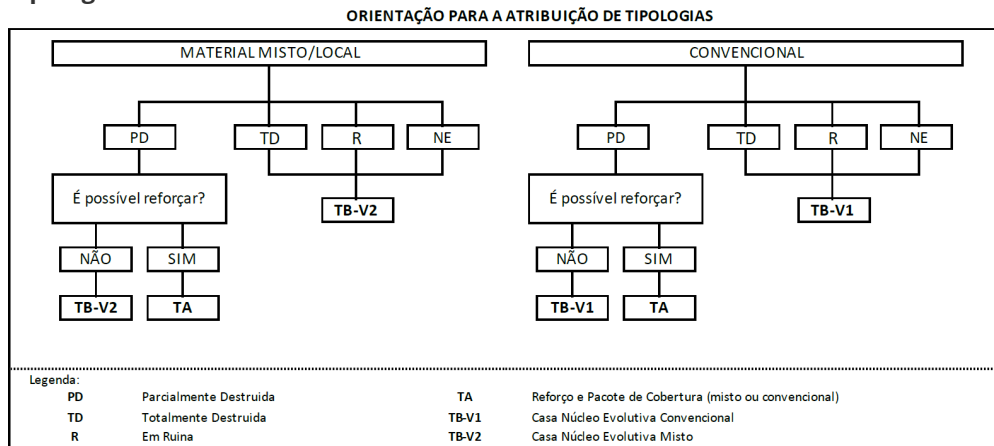 ORIENTAÇÃO PARA A ATRIBUIÇÃO DE TIPOLOGIAS
MATERIAL MISTO/LOCAL
CONVENCIONAL
PD TD R NE
PD TD R NE
É possível reforçar?
TB-V2
É possível reforçar?
TB-V1
NÃO SIM
NÃO SIM
TB-V2 TA
TB-V1 TA
Legenda:
PD Parcialmente Destruida TA Reforço e Pacote de Cobertura (misto ou convencional)
TD Totalmente Destruida TB-V1 Casa Núcleo Evolutiva Convencional
R Em Ruina TB-V2 Casa Núcleo Evolutiva Misto